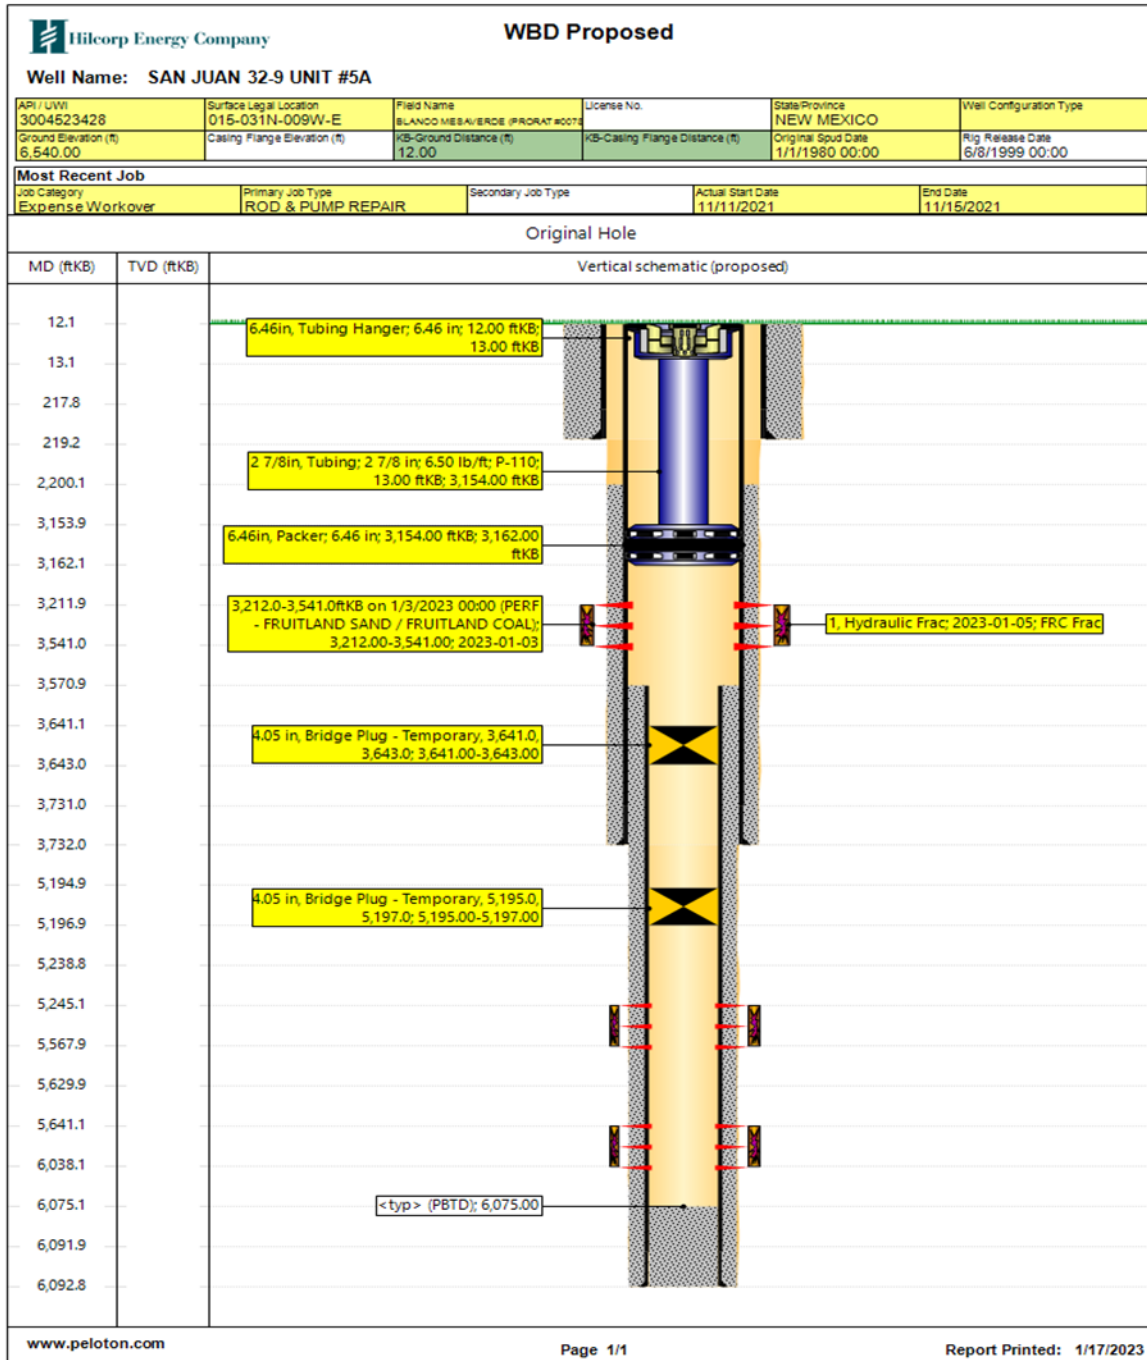 Hilcorp Energy Company
WBD Proposed
Well Name: SAN JUAN 32-9 UNIT #5A
API / UWI
3004523428
Surface Legal Location
015-031N-009W-E
Field Name
BLANCO MESAVERDE (PRORAT #0078
License No.
State/Province
NEW MEXICO
Well Configuration Type
Ground Elevation (ft)
6,540.00
Casing Flange Elevation (ft)
KB-Ground Distance (ft)
12.00
KB-Casing Flange Distance (ft)
Original Spud Date
1/1/1980 00:00
Rig Release Date
6/8/1999 00:00
Most Recent Job
Job Category
Expense Workover
Primary Job Type
ROD & PUMP REPAIR
Secondary Job Type
Actual Start Date
11/11/2021
End Date
11/15/2021
Original Hole
MD (ftKB)
TVD (ftKB)
Vertical schematic (proposed)
12.1
6.46in, Tubing Hanger; 6.46 in; 12.00 ftKB;
13.00 ftKB
13.1
217.8
219.2
2 7/8in, Tubing; 2 7/8 in; 6.50 lb/ft; P-110;
13.00 ftKB; 3,154.00 ftKB
2,200.1
3,153.9
6.46in, Packer; 6.46 in; 3,154.00 ftKB; 3,162.00
ftKB
3,162.1
3,211.9
3,212.0-3,541.0ftKB on 1/3/2023 00:00 (PERF
- FRUITLAND SAND / FRUITLAND COAL);
3,212.00-3,541.00; 2023-01-03
1, Hydraulic Frac; 2023-01-05; FRC Frac
3,541.0
3,570.9
3,641.1
4.05 in, Bridge Plug - Temporary, 3,641.0,
3,643.0; 3,641.00-3,643.00
3,643.0
3,731.0
3,732.0
5,194.9
4.05 in, Bridge Plug - Temporary, 5,195.0,
5,197.0; 5,195.00-5,197.00
5,196.9
5,238.8
5,245.1
5,567.9
5,629.9
5,641.1
6,038.1
6,075.1
<typ> (PBTD); 6,075.00
6,091.9
6,092.8
www.peloton.com
Page 1/1
Report Printed: 1/17/2023